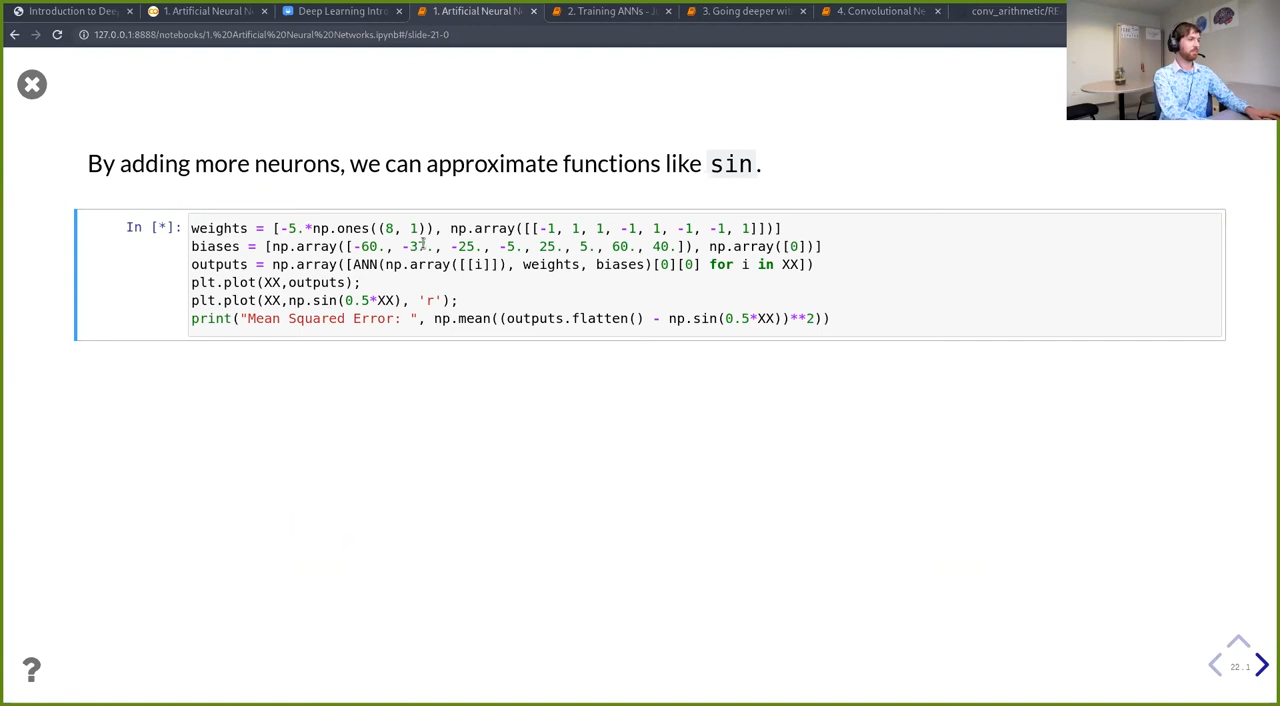 Introduction to Dee
1. Artificial Neural N
Deep Learning Intro
1. Artificial Neural N
2. Training ANNs - J
3. Going deeper wit
4. Convolutional Ne
conv_arithmetic/RE
127.0.0.1:8888/notebooks/1.%20Artificial%20Neural%20Networks.ipynb#/slide-21-0
By adding more neurons, we can approximate functions like sin.
In [*]:
weights = [-5.*np.ones((8, 1)), np.array([[-1, 1, 1, -1, 1, -1, -1, 1]])]
biases = [np.array([-60., , -25., -5., 25., 5., 60., 40.]), np.array([0])]
outputs = np.array([ANN(np.array([[i]]), weights, biases)[0][0] for i in XX])
plt.plot(XX,outputs);
plt.plot(XX,np.sin(0.5*XX), 'r');
print("Mean Squared Error: ", np.mean((outputs.flatten() - np.sin(0.5*XX))**2))
?
22.1